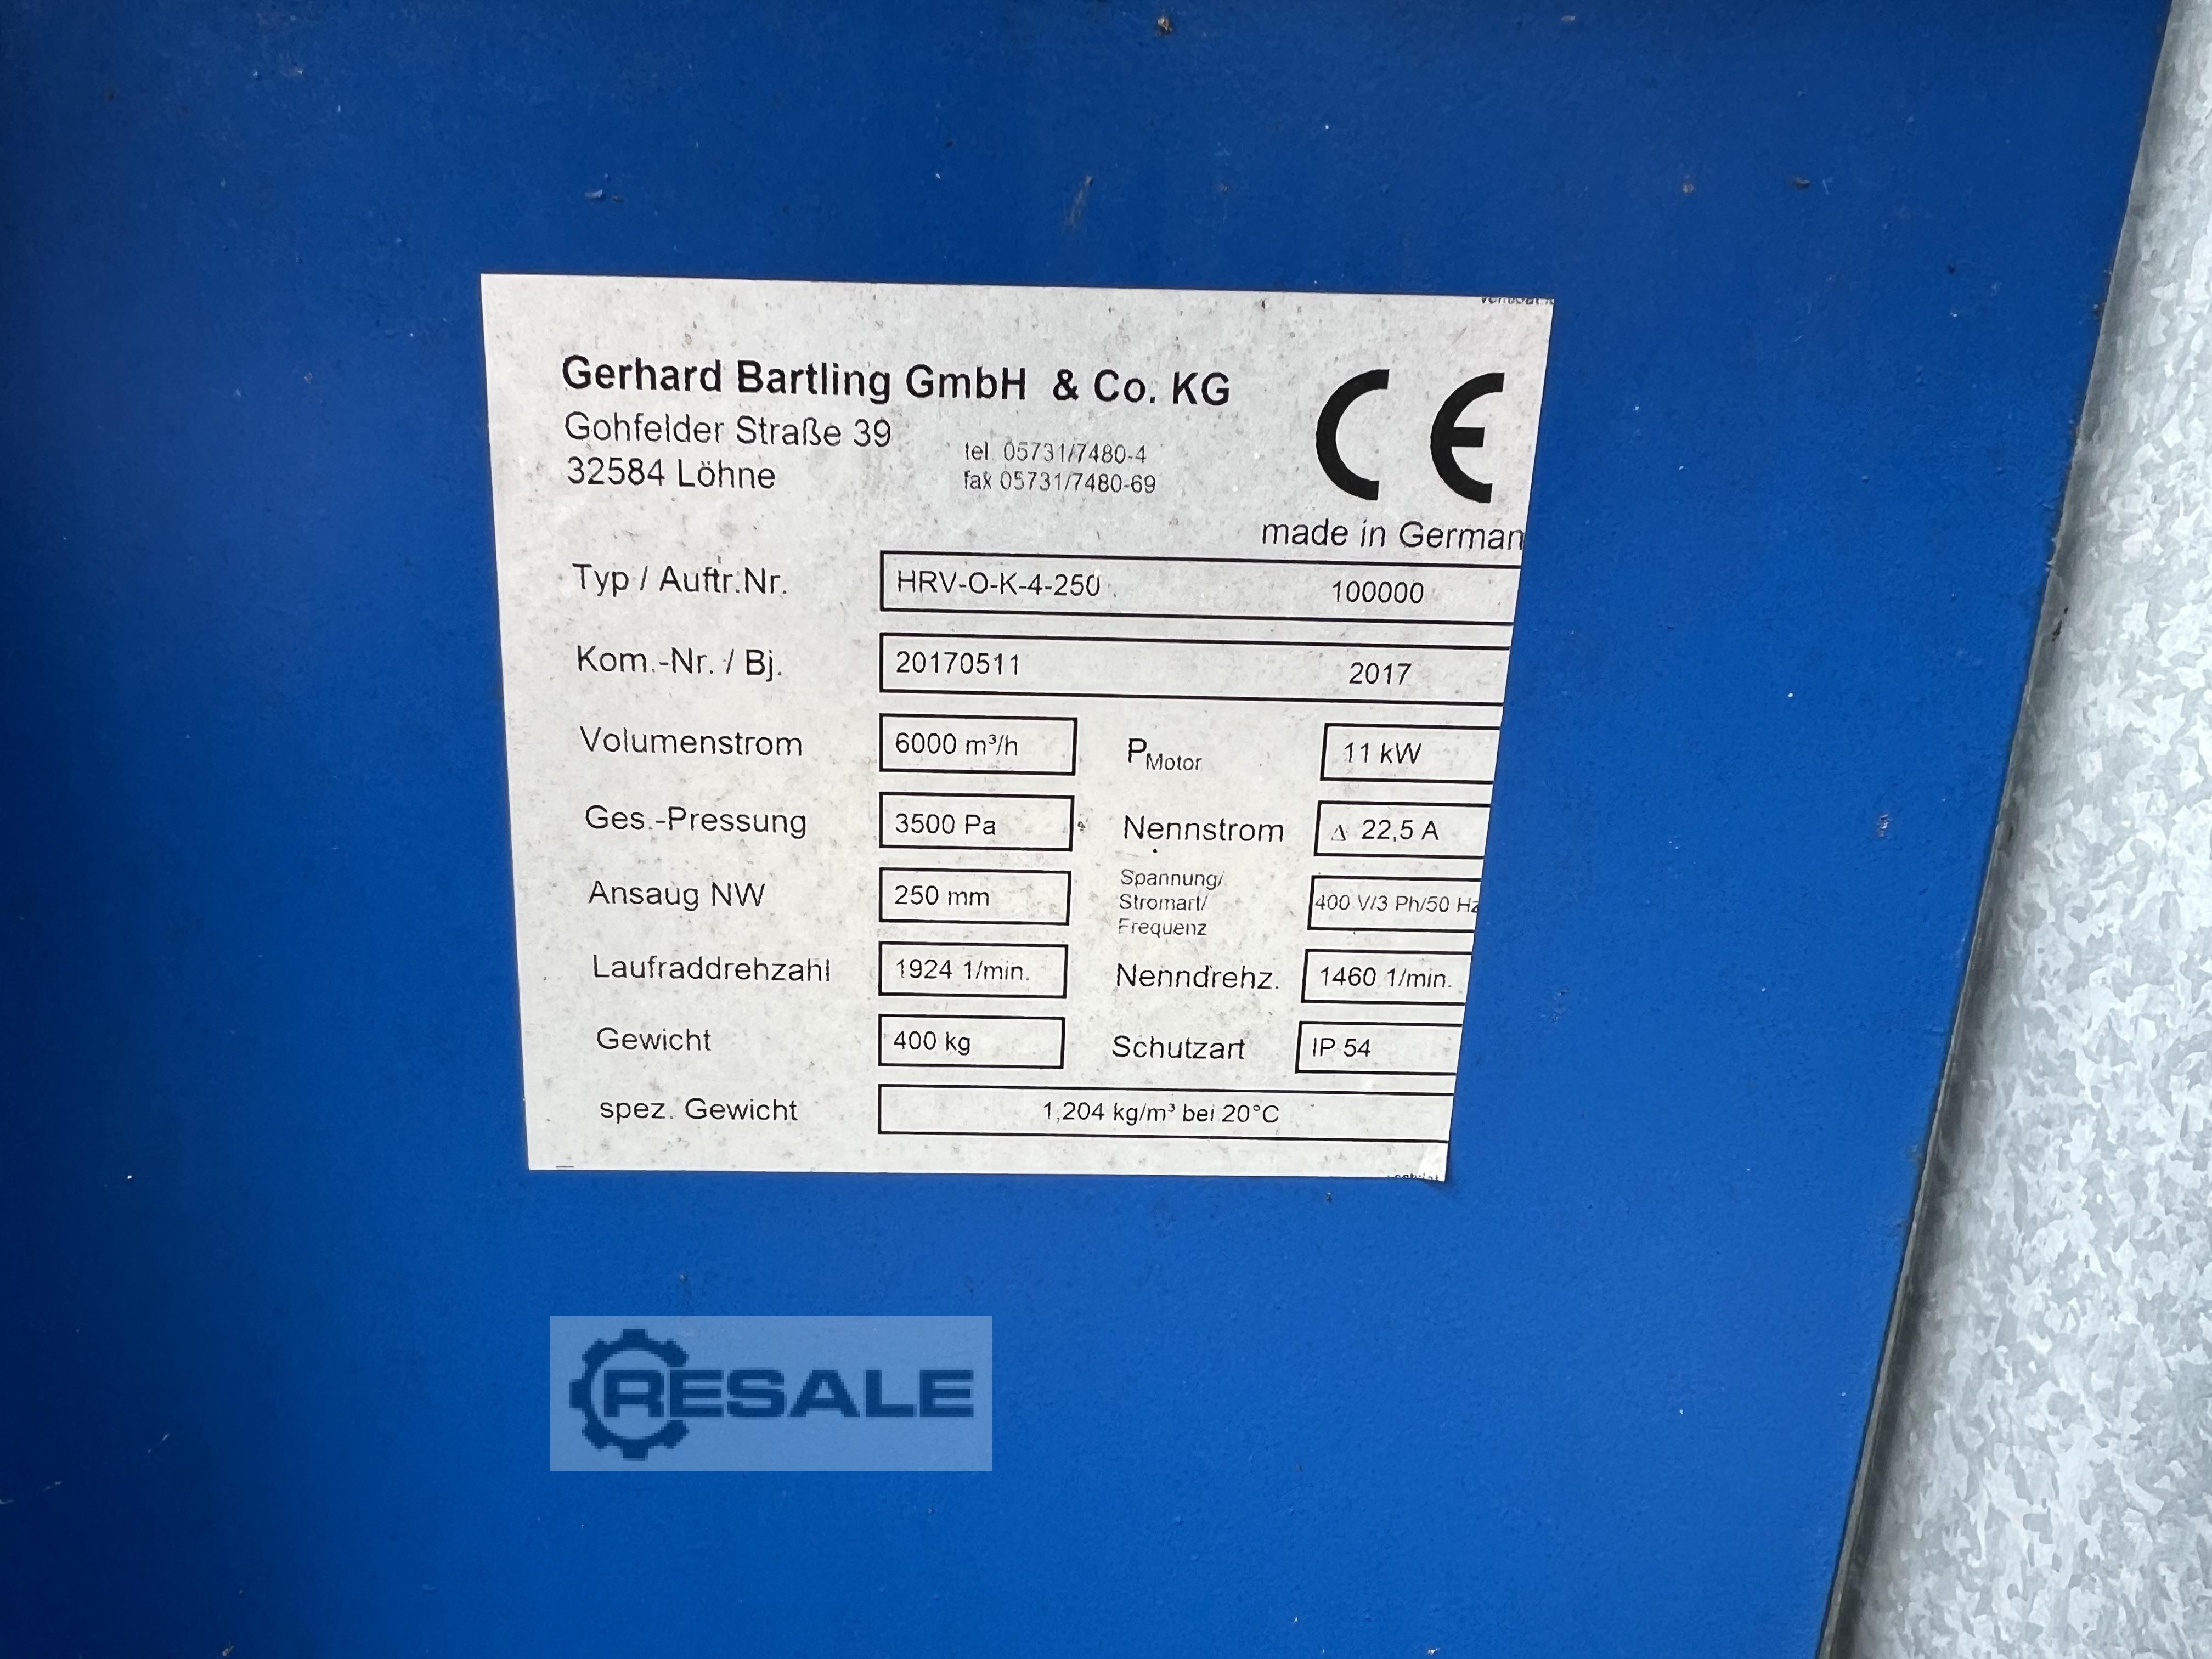 Gerhard Bartling GmbH & Co. KG
Gohfelder Straße 39
32584 Löhne
tel. 05731/7480-4
fax 05731/7480-69
CE
made in German
Typ / Auftr.Nr. HRV-O-K-4-250 100000
Kom.-Nr. / Bj. 20170511 2017
Volumenstrom 6000 m³/h P Motor 11 kW
Ges.-Pressung 3500 Pa Nennstrom Δ 22,5 A
Ansaug NW 250 mm Spannung/ Stromart/ Frequenz 400 V/3 Ph/50 Hz
Laufraddrehzahl 1924 1/min. Nenndrehz. 1460 1/min.
Gewicht 400 kg Schutzart IP 54
spez. Gewicht 1,204 kg/m³ bei 20°C
RESALE